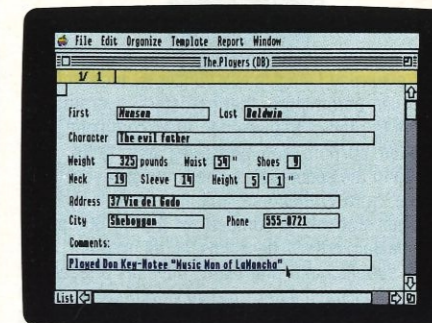 File Edit Organize Template Report Window
The.Players (DB)
1/ 1
First Hanson Last Baldwin
Character The evil father
Weight 325 pounds Waist 54 " Shoes 9
Neck 19 Sleeve 14 Height 5 ' 1 "
Address 37 Via del Gado
City Sheboygan Phone 555-8721
Comments:
Played Don Key-Hotee "Music Man of LaMancha"
List